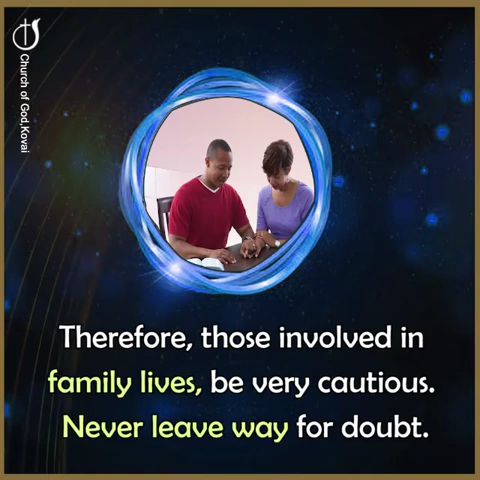 Church of God,Kovai
Therefore, those involved in
family lives, be very cautious.
Never leave way for doubt.